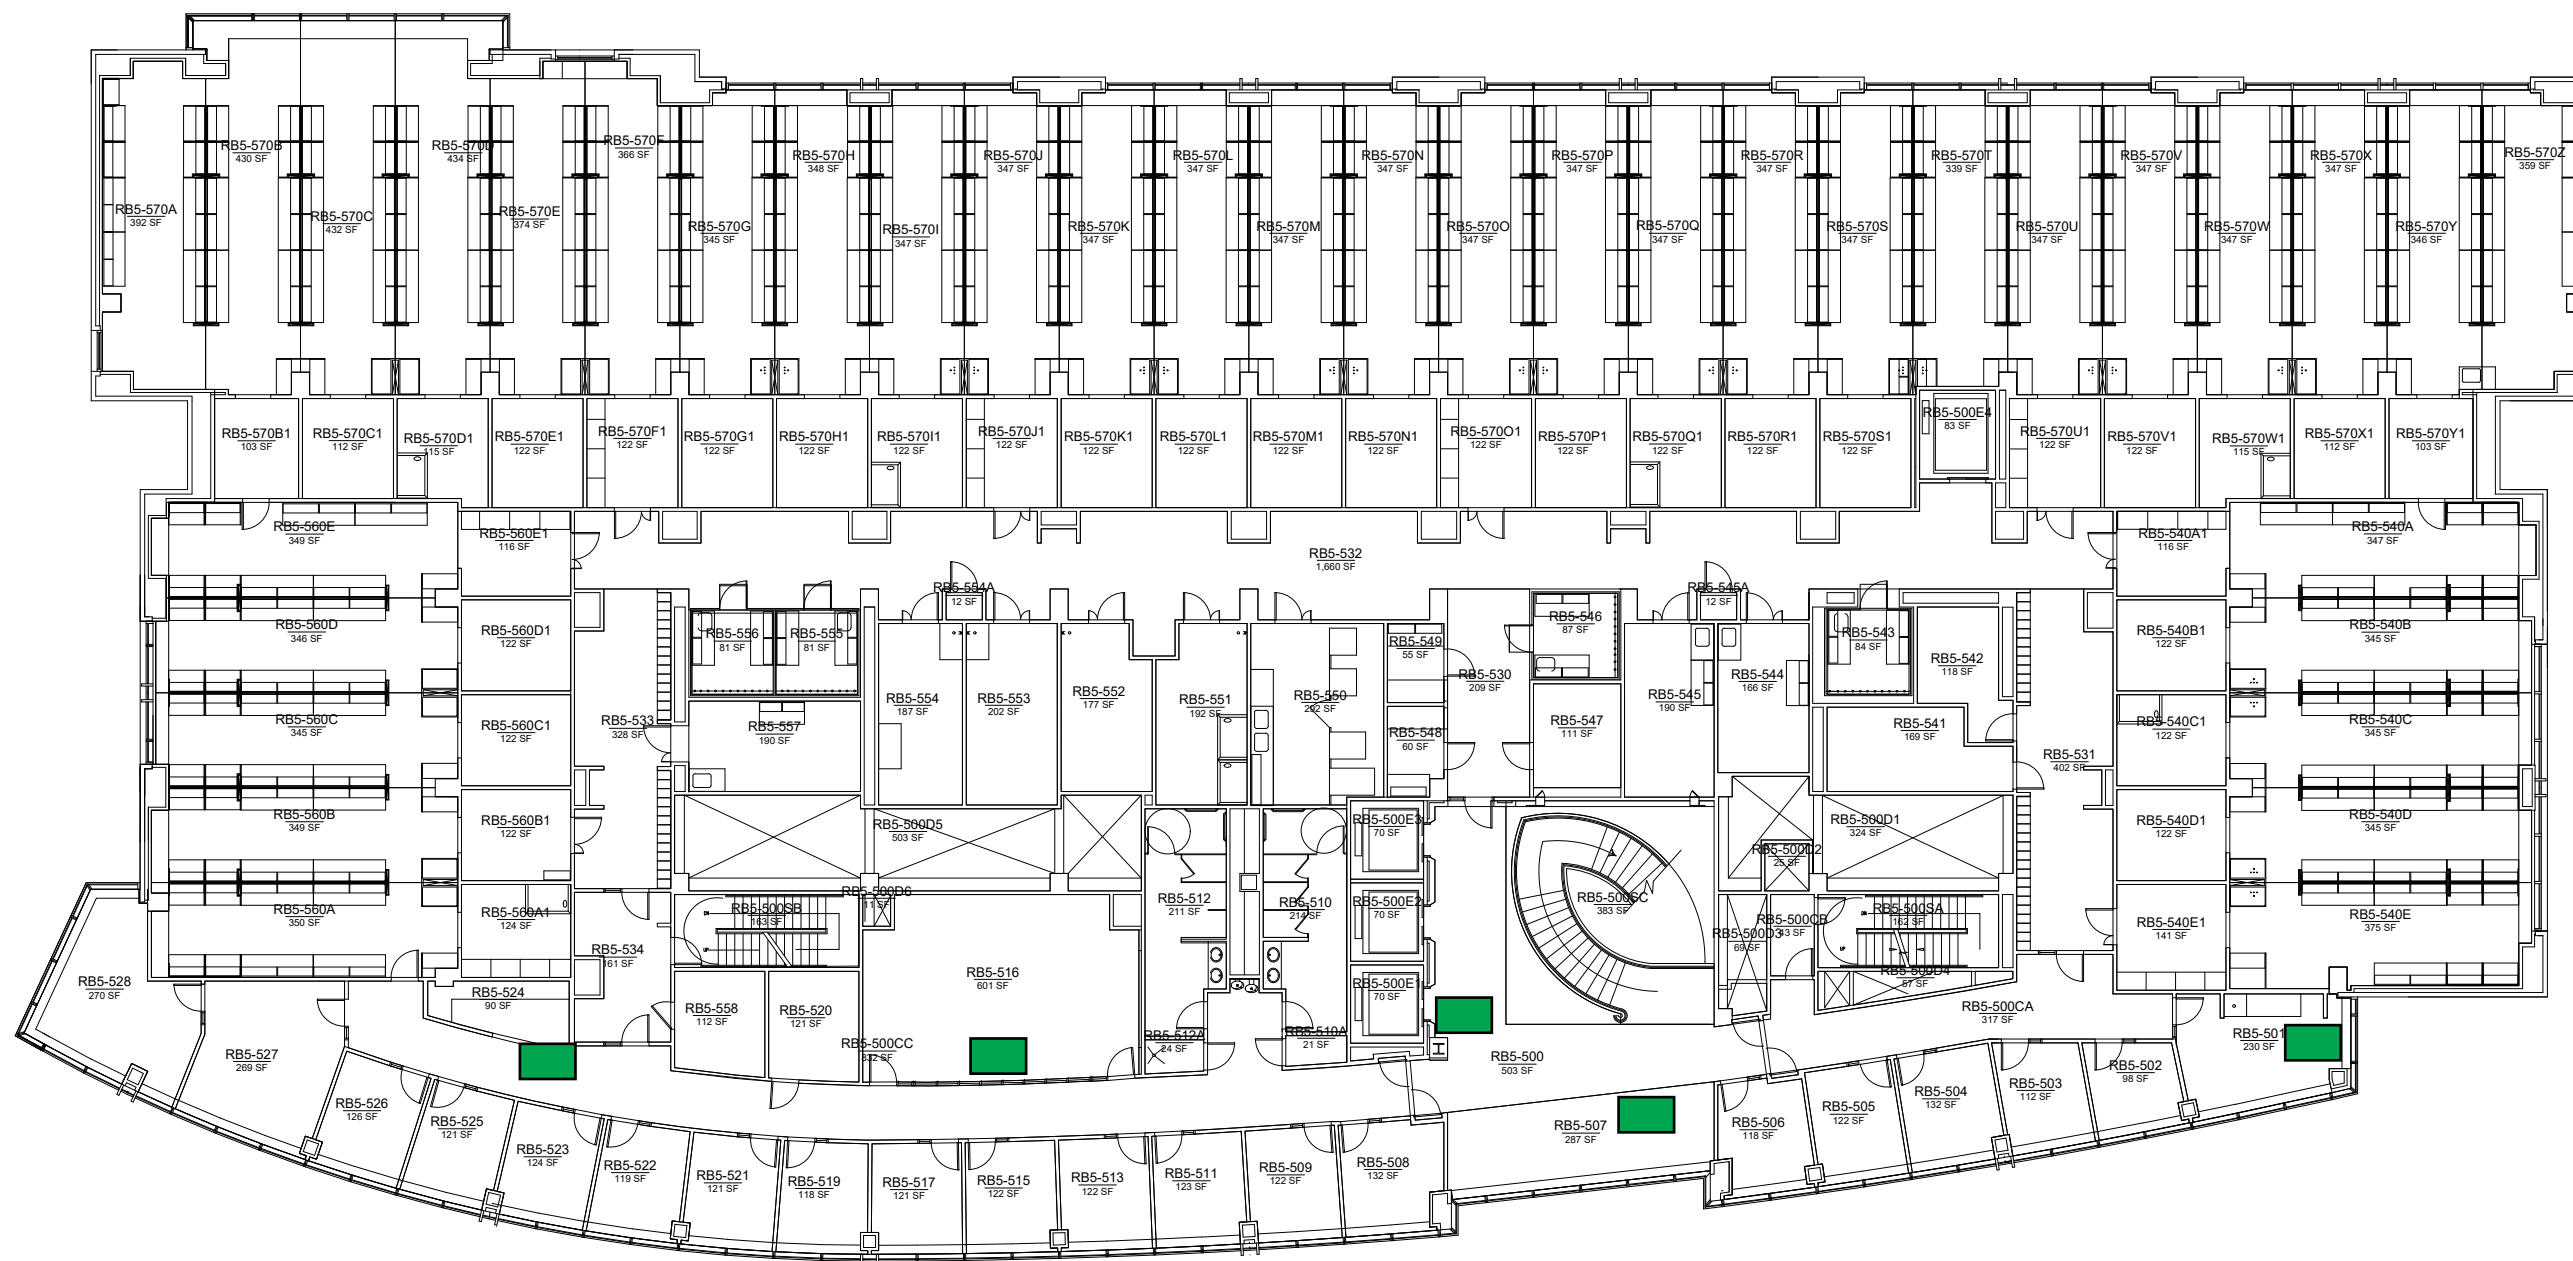 RB5-570A
392 SF
RB5-570B
430 SF
RB5-570C
432 SF
RB5-570D
434 SF
RB5-570E
374 SF
RB5-570F
366 SF
RB5-570G
345 SF
RB5-570H
348 SF
RB5-570I
347 SF
RB5-570J
347 SF
RB5-570K
347 SF
RB5-570L
347 SF
RB5-570M
347 SF
RB5-570N
347 SF
RB5-570O
347 SF
RB5-570P
347 SF
RB5-570Q
347 SF
RB5-570R
347 SF
RB5-570S
347 SF
RB5-570T
339 SF
RB5-570U
347 SF
RB5-570V
347 SF
RB5-570W
347 SF
RB5-570X
347 SF
RB5-570Y
346 SF
RB5-570Z
359 SF
RB5-570B1
103 SF
RB5-570C1
112 SF
RB5-570D1
115 SF
RB5-570E1
122 SF
RB5-570F1
122 SF
RB5-570G1
122 SF
RB5-570H1
122 SF
RB5-570I1
122 SF
RB5-570J1
122 SF
RB5-570K1
122 SF
RB5-570L1
122 SF
RB5-570M1
122 SF
RB5-570N1
122 SF
RB5-570O1
122 SF
RB5-570P1
122 SF
RB5-570Q1
122 SF
RB5-570R1
122 SF
RB5-570S1
122 SF
RB5-500E4
83 SF
RB5-570U1
122 SF
RB5-570V1
122 SF
RB5-570W1
115 SF
RB5-570X1
112 SF
RB5-570Y1
103 SF
RB5-560E
349 SF
RB5-560E1
116 SF
RB5-532
1,660 SF
RB5-540A1
116 SF
RB5-540A
347 SF
RB5-554A
12 SF
RB5-545A
12 SF
RB5-560D
346 SF
RB5-560D1
122 SF
RB5-556
81 SF
RB5-555
81 SF
RB5-549
55 SF
RB5-546
87 SF
RB5-543
84 SF
RB5-540B1
122 SF
RB5-540B
345 SF
RB5-554
187 SF
RB5-553
202 SF
RB5-552
177 SF
RB5-551
192 SF
RB5-550
292 SF
RB5-530
209 SF
RB5-545
190 SF
RB5-544
166 SF
RB5-542
118 SF
RB5-560C
345 SF
RB5-560C1
122 SF
RB5-533
328 SF
RB5-557
190 SF
RB5-548
60 SF
RB5-547
111 SF
RB5-541
169 SF
RB5-531
402 SF
RB5-540C1
122 SF
RB5-540C
345 SF
RB5-560B
349 SF
RB5-560B1
122 SF
RB5-500D5
503 SF
RB5-500E3
70 SF
RB5-500D1
324 SF
RB5-500D2
25 SF
RB5-540D1
122 SF
RB5-540D
345 SF
RB5-560A
350 SF
RB5-560A1
124 SF
RB5-500D6
11 SF
RB5-500SB
163 SF
DN
UP
RB5-512
211 SF
RB5-510
214 SF
RB5-500E2
70 SF
RB5-500SC
383 SF
RB5-500D3
69 SF
RB5-500CB
43 SF
RB5-500SA
162 SF
DN
UP
RB5-540E1
141 SF
RB5-540E
375 SF
RB5-534
161 SF
RB5-528
270 SF
RB5-524
90 SF
RB5-558
112 SF
RB5-520
121 SF
RB5-516
601 SF
RB5-500E1
70 SF
RB5-500D4
57 SF
RB5-500CA
317 SF
RB5-501
230 SF
RB5-527
269 SF
RB5-500CC
832 SF
RB5-512A
24 SF
RB5-510A
21 SF
RB5-500
503 SF
RB5-526
126 SF
RB5-525
121 SF
RB5-523
124 SF
RB5-522
119 SF
RB5-521
121 SF
RB5-519
118 SF
RB5-517
121 SF
RB5-515
122 SF
RB5-513
122 SF
RB5-511
123 SF
RB5-509
122 SF
RB5-508
132 SF
RB5-507
287 SF
RB5-506
118 SF
RB5-505
122 SF
RB5-504
132 SF
RB5-503
112 SF
RB5-502
98 SF